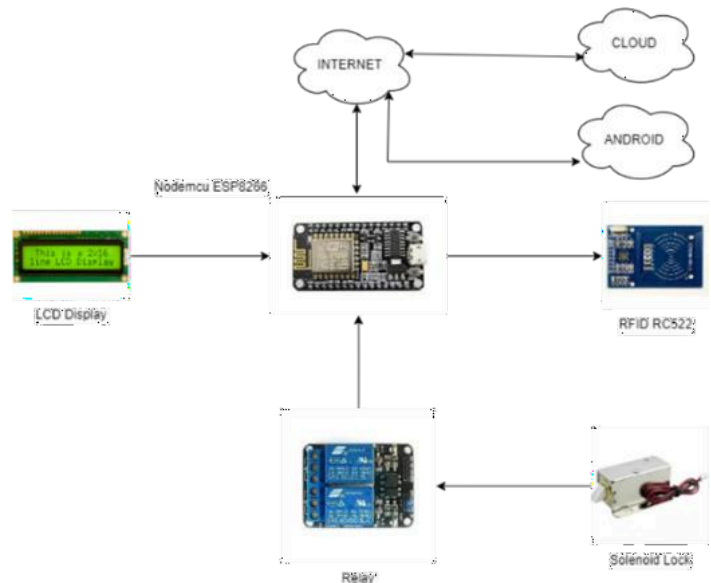 CLOUD
INTERNET
ANDROID
Nodemcu ESP8266
This is a 2x16
line LCD Display
LCD Display
RFID RC522
Solenoid Lock
Relay